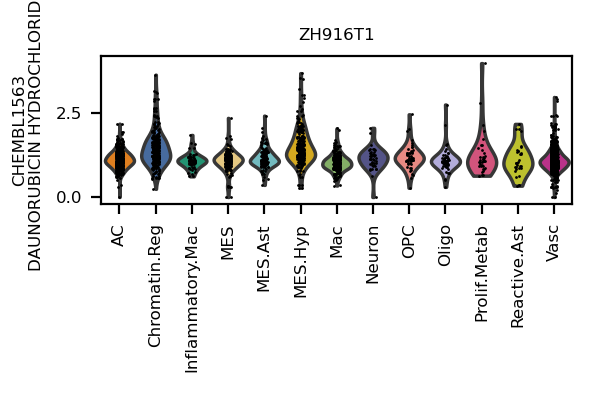 ZH916T1
CHEMBL1563
DAUNORUBICIN HYDROCHLORID
2.5
0.0
AC
Chromatin.Reg
Inflammatory.Mac
MES
MES.Ast
MES.Hyp
Mac
Neuron
OPC
Oligo
Prolif.Metab
Reactive.Ast
Vasc